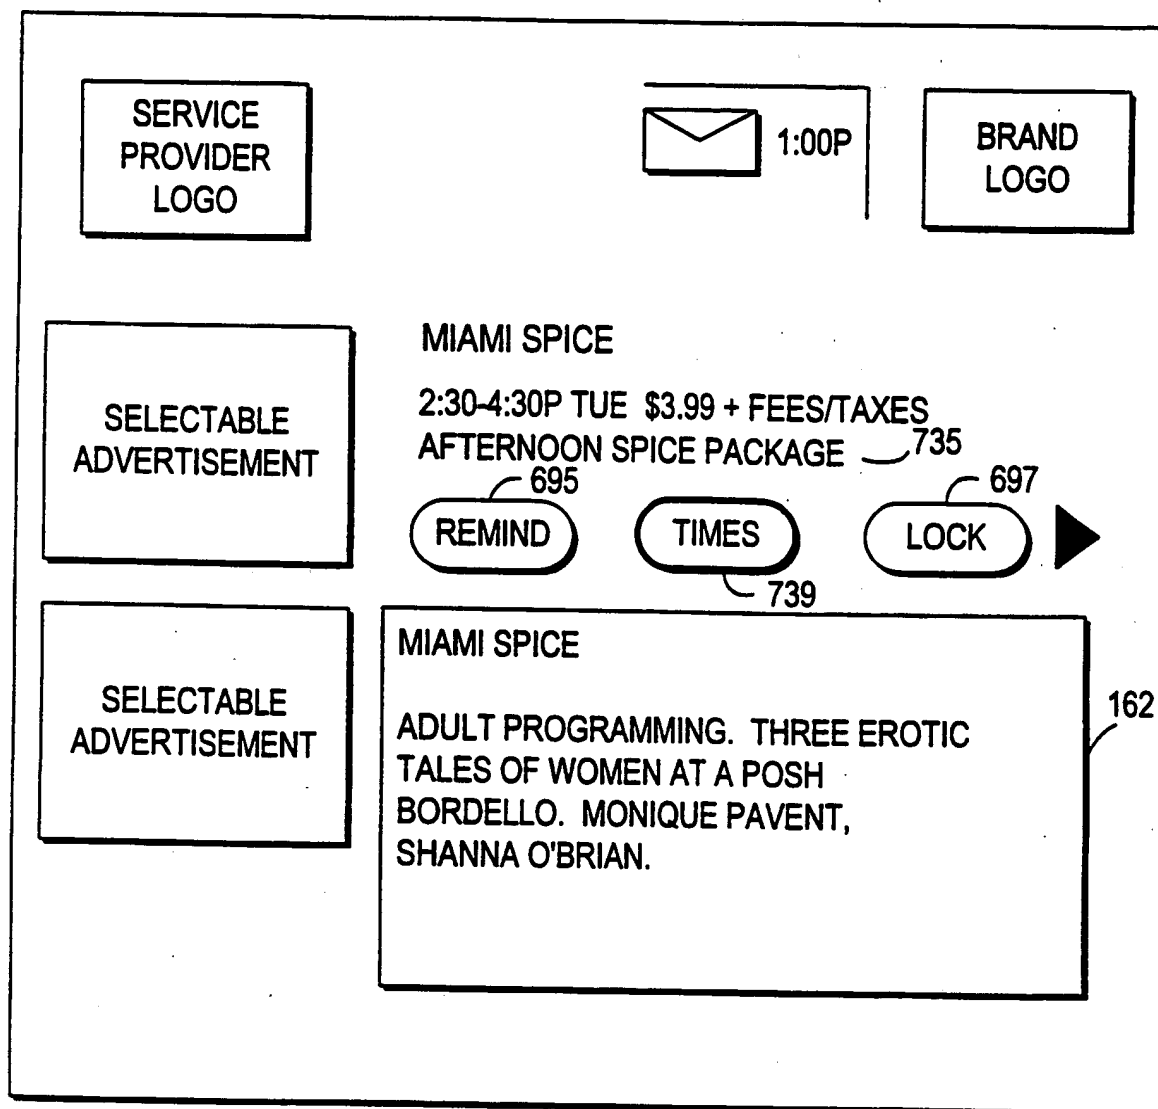 SERVICE
PROVIDER
LOGO
1:00P
BRAND
LOGO
SELECTABLE
ADVERTISEMENT
MIAMI SPICE
2:30-4:30P TUE $3.99 + FEES/TAXES
AFTERNOON SPICE PACKAGE 735
695
697
REMIND
TIMES
LOCK
739
SELECTABLE
ADVERTISEMENT
MIAMI SPICE
ADULT PROGRAMMING. THREE EROTIC
TALES OF WOMEN AT A POSH
BORDELLO. MONIQUE PAVENT,
SHANNA O'BRIAN.
162